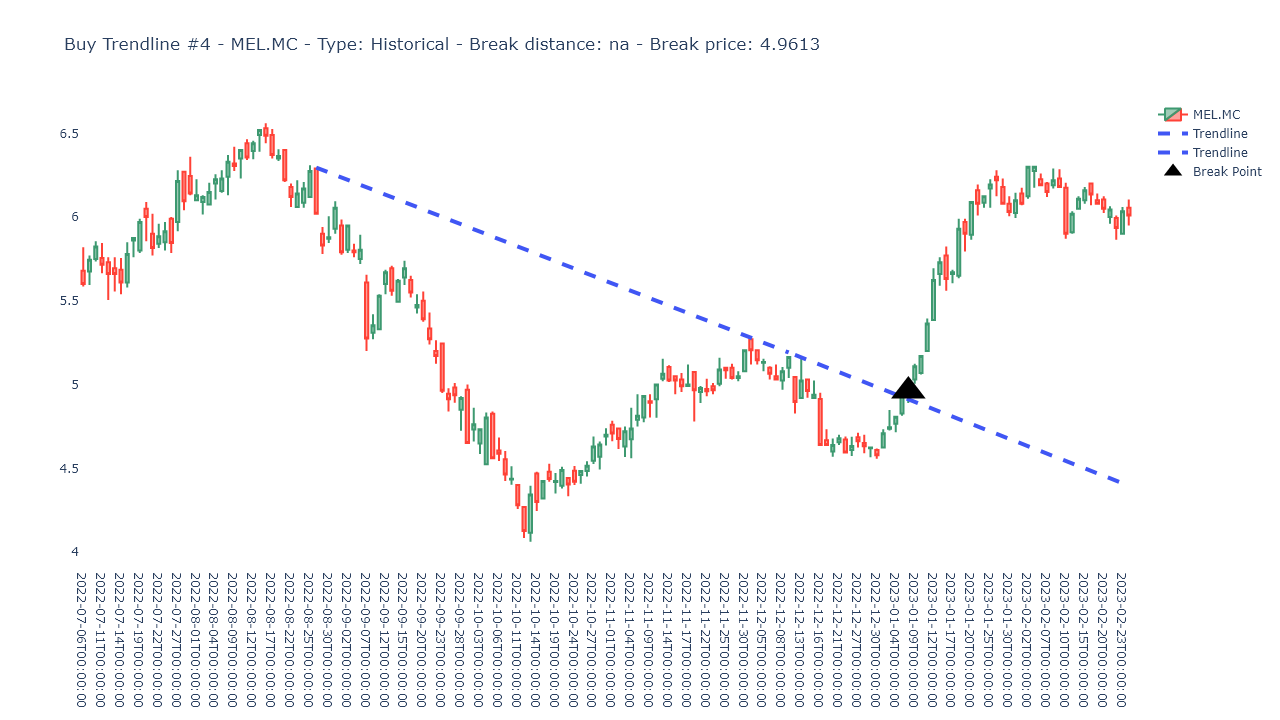 Buy Trendline #4 - MEL.MC - Type: Historical - Break distance: na - Break price: 4.9613
MEL.MC
Trendline
Trendline
Break Point
6.5
6
5.5
5
4.5
4
2022-07-06T00:00:00
2022-07-11T00:00:00
2022-07-14T00:00:00
2022-07-19T00:00:00
2022-07-22T00:00:00
2022-07-27T00:00:00
2022-08-01T00:00:00
2022-08-04T00:00:00
2022-08-09T00:00:00
2022-08-12T00:00:00
2022-08-17T00:00:00
2022-08-22T00:00:00
2022-08-25T00:00:00
2022-08-30T00:00:00
2022-09-02T00:00:00
2022-09-07T00:00:00
2022-09-12T00:00:00
2022-09-15T00:00:00
2022-09-20T00:00:00
2022-09-23T00:00:00
2022-09-28T00:00:00
2022-10-03T00:00:00
2022-10-06T00:00:00
2022-10-11T00:00:00
2022-10-14T00:00:00
2022-10-19T00:00:00
2022-10-24T00:00:00
2022-10-27T00:00:00
2022-11-01T00:00:00
2022-11-04T00:00:00
2022-11-09T00:00:00
2022-11-14T00:00:00
2022-11-17T00:00:00
2022-11-22T00:00:00
2022-11-25T00:00:00
2022-11-30T00:00:00
2022-12-05T00:00:00
2022-12-08T00:00:00
2022-12-13T00:00:00
2022-12-16T00:00:00
2022-12-21T00:00:00
2022-12-27T00:00:00
2022-12-30T00:00:00
2023-01-04T00:00:00
2023-01-09T00:00:00
2023-01-12T00:00:00
2023-01-17T00:00:00
2023-01-20T00:00:00
2023-01-25T00:00:00
2023-01-30T00:00:00
2023-02-02T00:00:00
2023-02-07T00:00:00
2023-02-10T00:00:00
2023-02-15T00:00:00
2023-02-20T00:00:00
2023-02-23T00:00:00